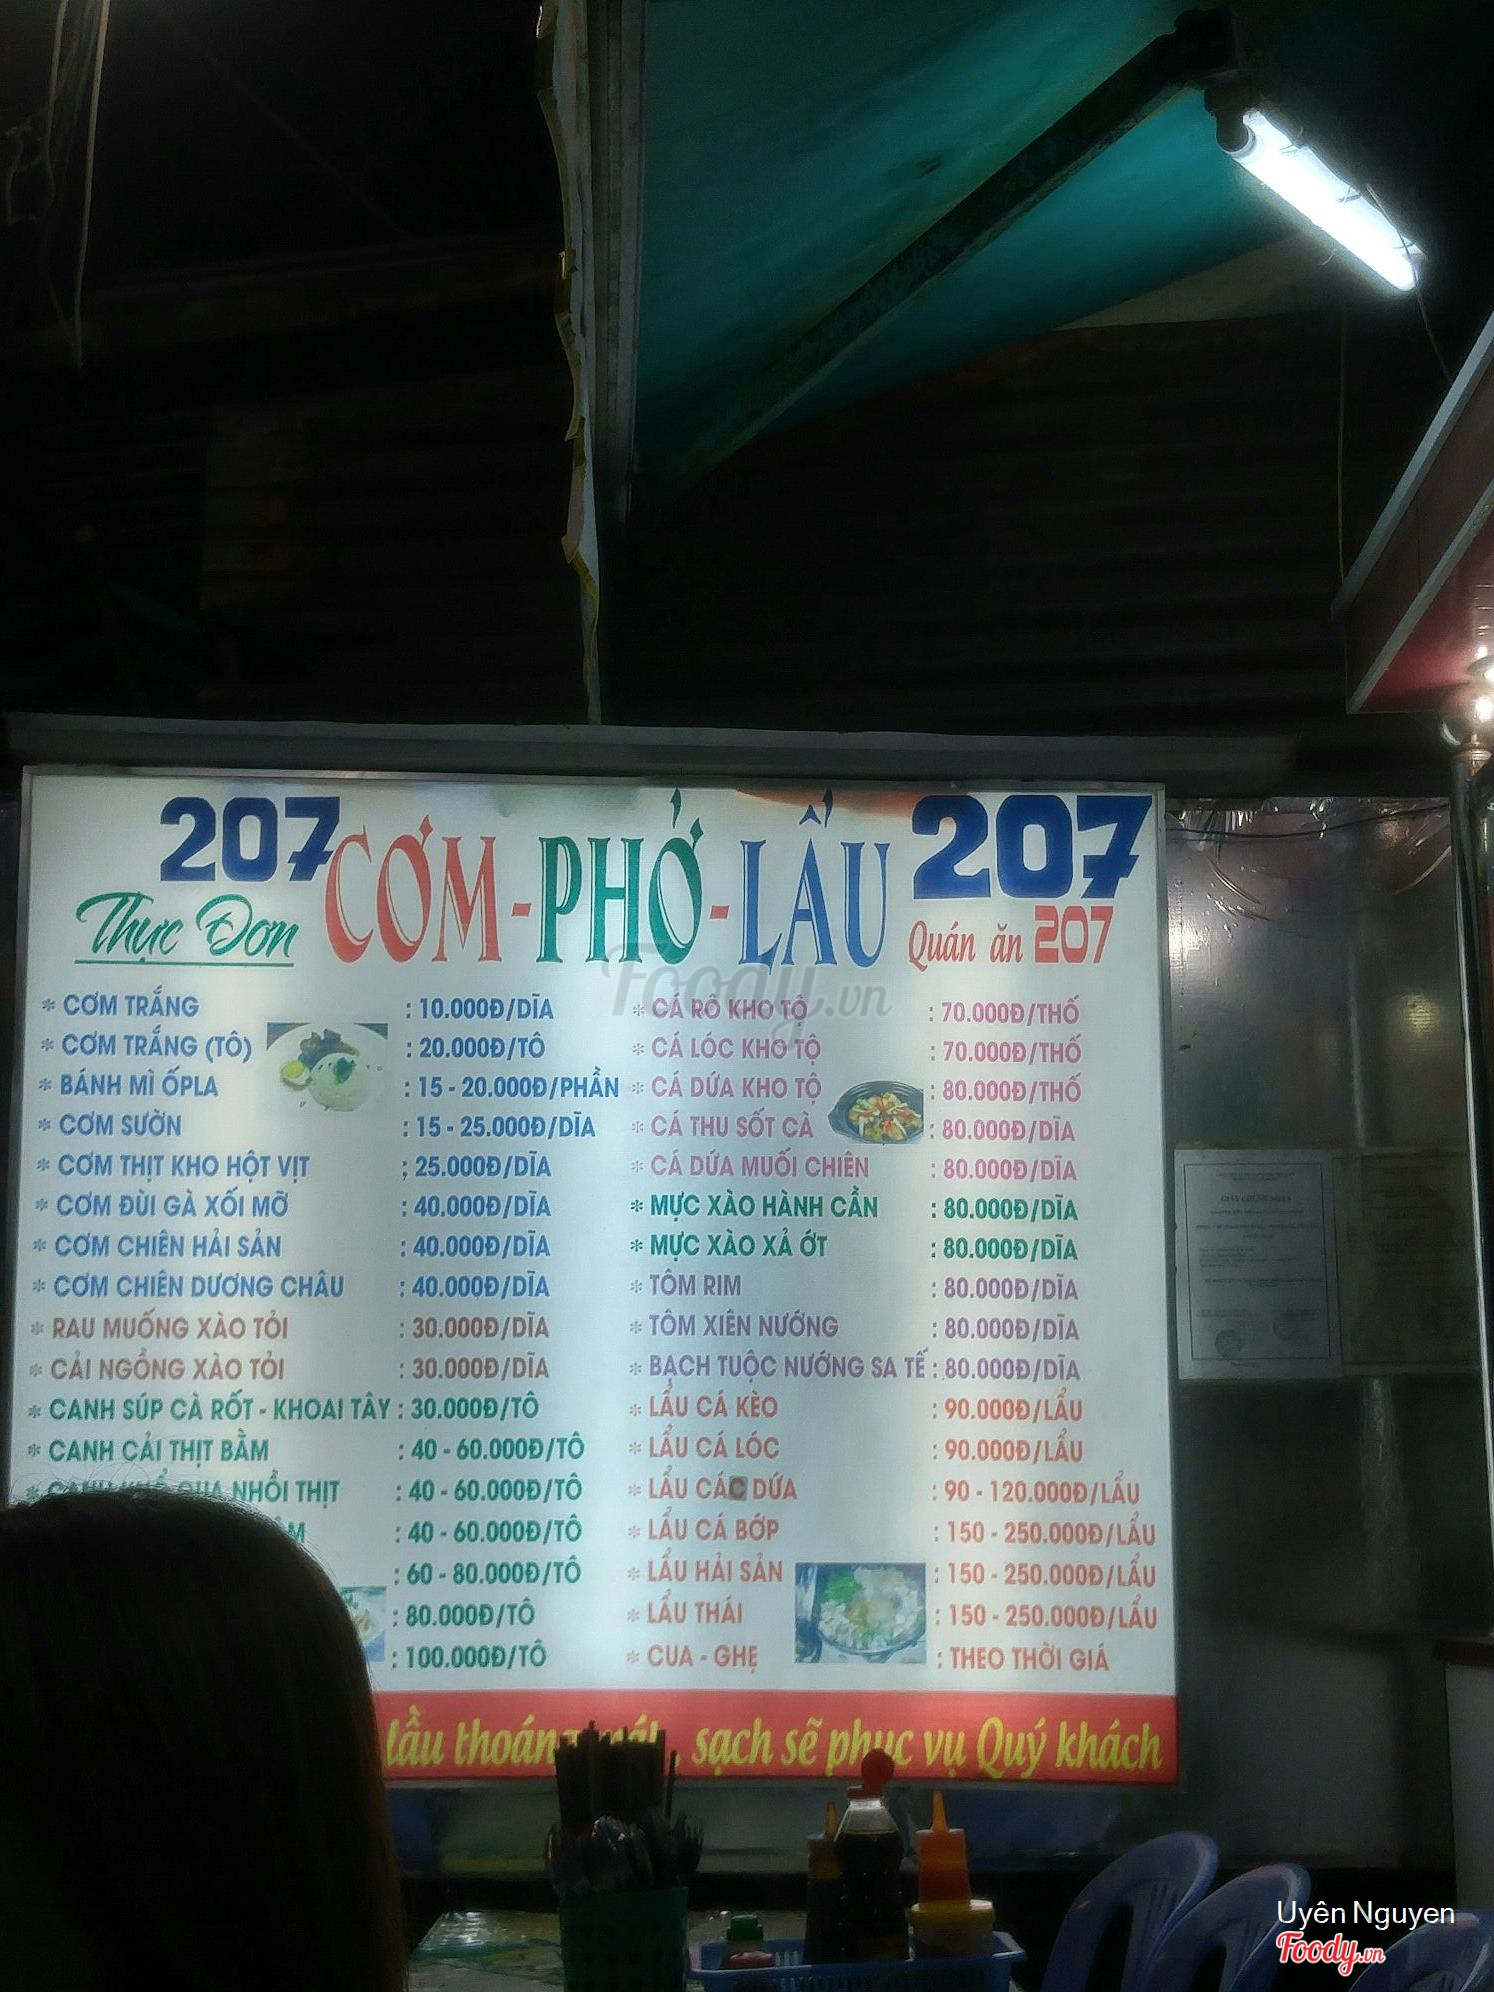 207 CƠM - PHỞ - LẨU 207
Thực Đơn
Quán ăn 207
Foody.vn
* CƠM TRẮNG : 10.000Đ/DĨA
* CƠM TRẮNG (TÔ) : 20.000Đ/TÔ
* BÁNH MÌ ỐPLA : 15 - 20.000Đ/PHẦN
* CƠM SƯỜN : 15 - 25.000Đ/DĨA
* CƠM THỊT KHO HỘT VỊT ; 25.000Đ/DĨA
* CƠM ĐÙI GÀ XỐI MỠ : 40.000Đ/DĨA
* CƠM CHIÊN HẢI SẢN : 40.000Đ/DĨA
* CƠM CHIÊN DƯƠNG CHÂU : 40.000Đ/DĨA
* RAU MUỐNG XÀO TỎI : 30.000Đ/DĨA
* CẢI NGỒNG XÀO TỎI : 30.000Đ/DĨA
* CANH SÚP CÀ RỐT - KHOAI TÂY : 30.000Đ/TÔ
* CANH CẢI THỊT BẰM : 40 - 60.000Đ/TÔ
* CANH KHỔ QUA NHỒI THỊT : 40 - 60.000Đ/TÔ
: 40 - 60.000Đ/TÔ
: 60 - 80.000Đ/TÔ
: 80.000Đ/TÔ
: 100.000Đ/TÔ
* CÁ RÔ KHO TỘ : 70.000Đ/THỐ
* CÁ LÓC KHO TỘ : 70.000Đ/THỐ
* CÁ DỨA KHO TỘ : 80.000Đ/THỐ
* CÁ THU SỐT CÀ : 80.000Đ/DĨA
* CÁ DỨA MUỐI CHIÊN : 80.000Đ/DĨA
* MỰC XÀO HÀNH CẦN : 80.000Đ/DĨA
* MỰC XÀO XẢ ỚT : 80.000Đ/DĨA
* TÔM RIM : 80.000Đ/DĨA
* TÔM XIÊN NƯỚNG : 80.000Đ/DĨA
* BẠCH TUỘC NƯỚNG SA TẾ : 80.000Đ/DĨA
* LẨU CÁ KÈO : 90.000Đ/LẨU
* LẨU CÁ LÓC : 90.000Đ/LẨU
* LẨU CÁC DỨA : 90 - 120.000Đ/LẨU
* LẨU CÁ BỚP : 150 - 250.000Đ/LẨU
* LẨU HẢI SẢN : 150 - 250.000Đ/LẨU
* LẨU THÁI : 150 - 250.000Đ/LẨU
* CUA - GHẸ : THEO THỜI GIÁ
lầu thoáng mát, sạch sẽ phục vụ Quý khách
GIẤY CHỨNG NHẬN
Uyên Nguyen
Foody.vn